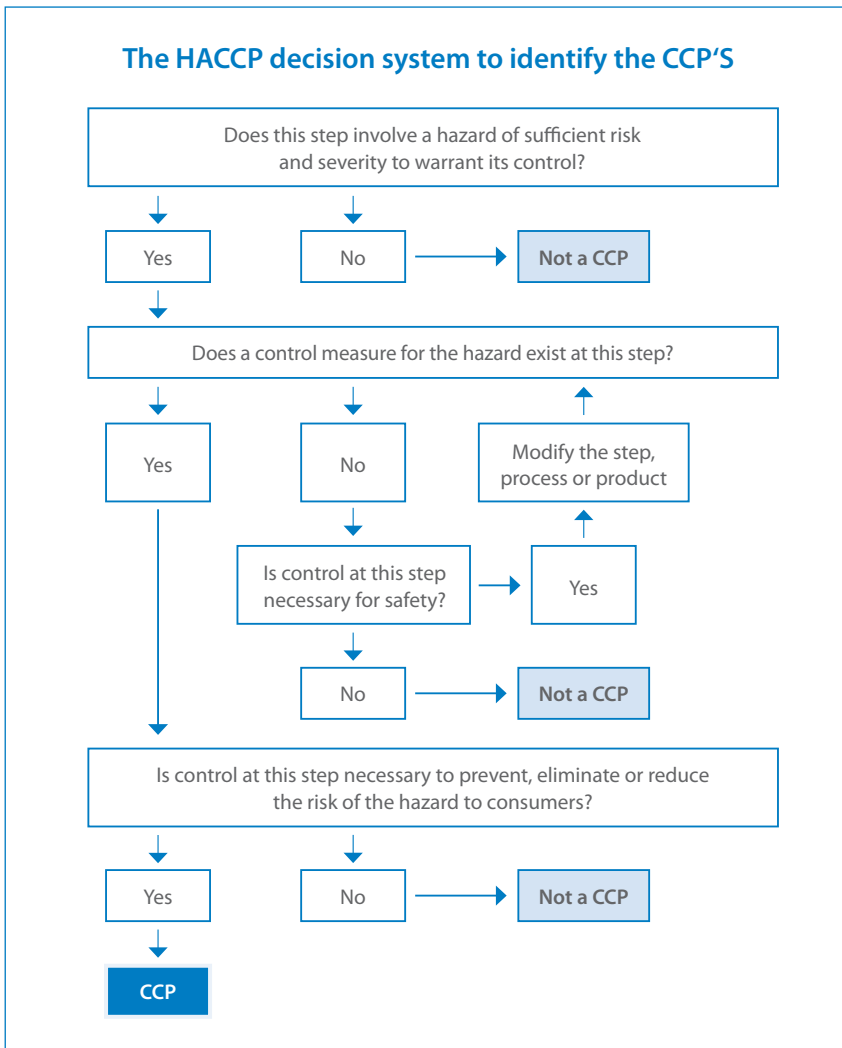 The HACCP decision system to identify the CCP‘S
Does this step involve a hazard of sufficient risk
and severity to warrant its control?
Yes
No
Not a CCP
Does a control measure for the hazard exist at this step?
Yes
No
Modify the step,
process or product
Is control at this step
necessary for safety?
Yes
No
Not a CCP
Is control at this step necessary to prevent, eliminate or reduce
the risk of the hazard to consumers?
Yes
No
Not a CCP
CCP